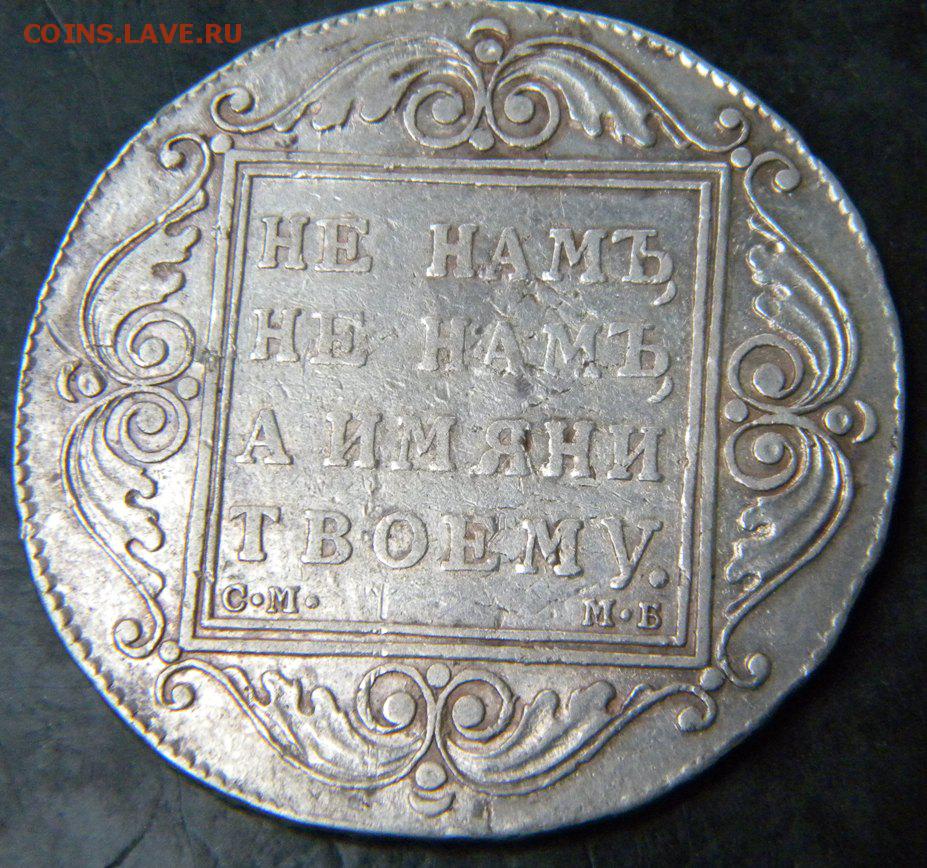 COINS.LAVE.RU
НЕ НАМЪ,
НЕ НАМЪ,
А ИМЯНИ
ТВОЕМУ.
С•М• М•Б